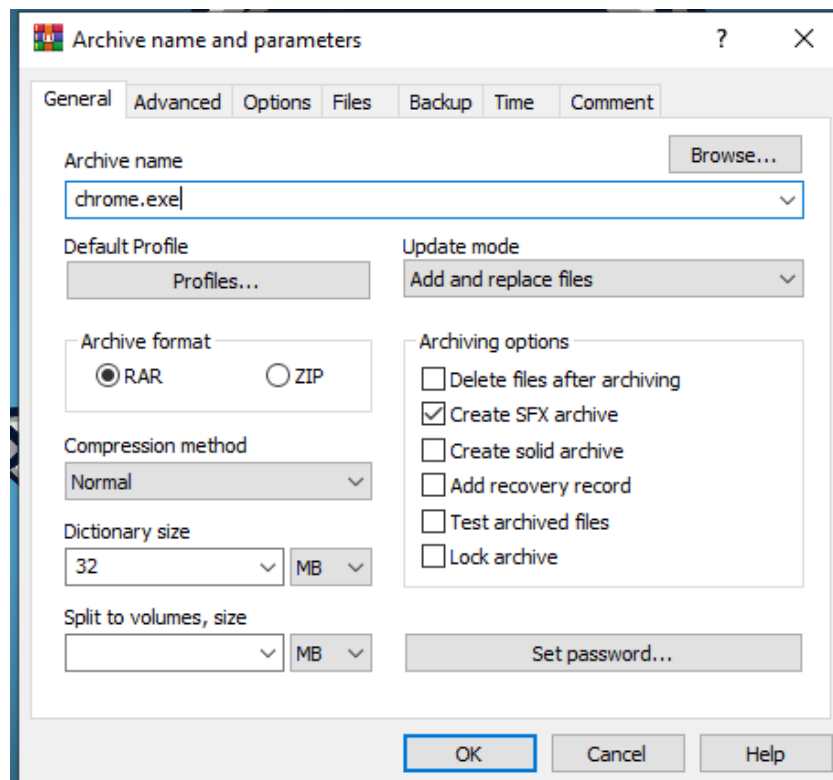 Archive name and parameters
?
General Advanced Options Files Backup Time Comment
Archive name
Browse...
chrome.exe
Default Profile
Update mode
Profiles...
Add and replace files
Archive format
Archiving options
RAR ZIP
Delete files after archiving
Create SFX archive
Compression method
Create solid archive
Normal
Add recovery record
Dictionary size
Test archived files
32 MB
Lock archive
Split to volumes, size
MB
Set password...
OK Cancel Help